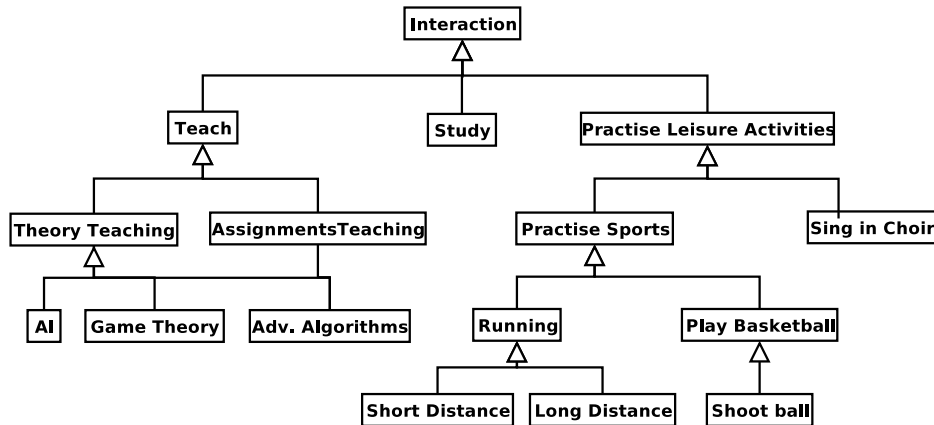 Interaction
Teach
Study
Practise Leisure Activities
Theory Teaching
AssignmentsTeaching
Practise Sports
Sing in Choir
AI
Game Theory
Adv. Algorithms
Running
Play Basketball
Short Distance
Long Distance
Shoot ball